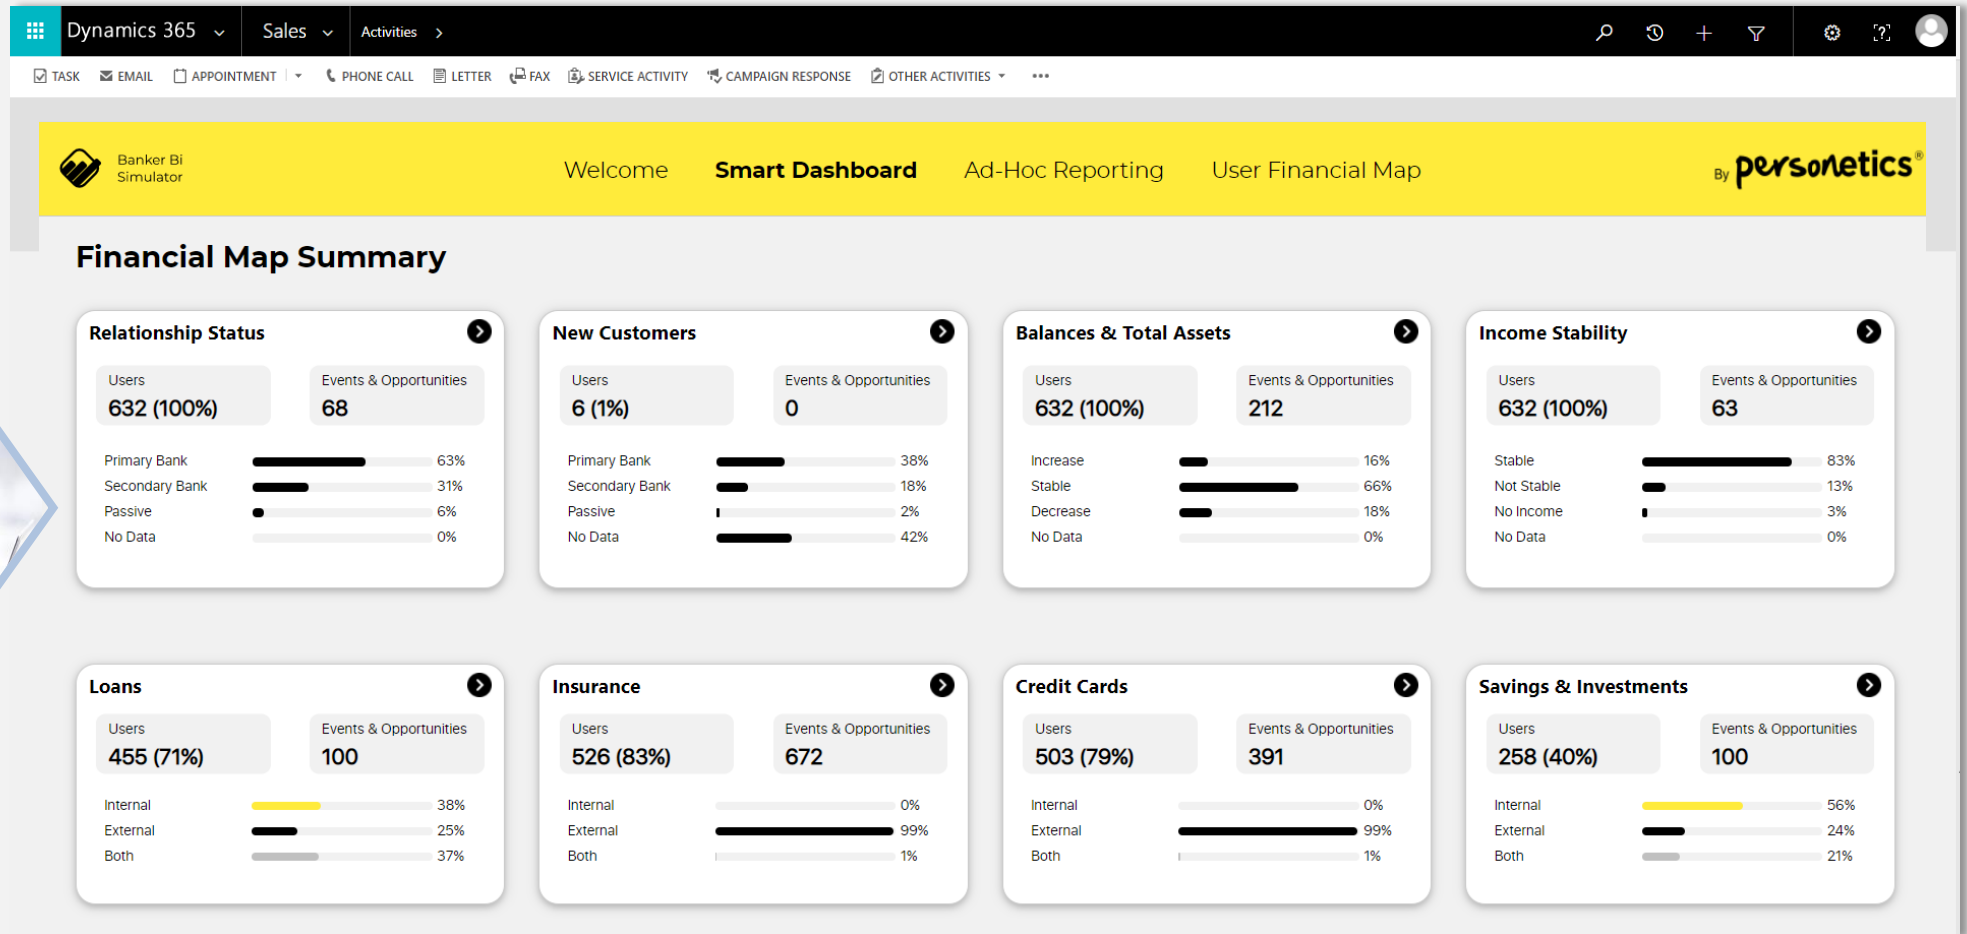 Dynamics 365 Sales Activities
TASK EMAIL APPOINTMENT PHONE CALL LETTER FAX SERVICE ACTIVITY CAMPAIGN RESPONSE OTHER ACTIVITIES
Banker Bi
Simulator
Welcome Smart Dashboard Ad-Hoc Reporting User Financial Map
By personetics®
Financial Map Summary
Relationship Status
Users
632 (100%)
Events & Opportunities
68
Primary Bank 63%
Secondary Bank 31%
Passive 6%
No Data 0%
New Customers
Users
6 (1%)
Events & Opportunities
0
Primary Bank 38%
Secondary Bank 18%
Passive 2%
No Data 42%
Balances & Total Assets
Users
632 (100%)
Events & Opportunities
212
Increase 16%
Stable 66%
Decrease 18%
No Data 0%
Income Stability
Users
632 (100%)
Events & Opportunities
63
Stable 83%
Not Stable 13%
No Income 3%
No Data 0%
Loans
Users
455 (71%)
Events & Opportunities
100
Internal 38%
External 25%
Both 37%
Insurance
Users
526 (83%)
Events & Opportunities
672
Internal 0%
External 99%
Both 1%
Credit Cards
Users
503 (79%)
Events & Opportunities
391
Internal 0%
External 99%
Both 1%
Savings & Investments
Users
258 (40%)
Events & Opportunities
100
Internal 56%
External 24%
Both 21%